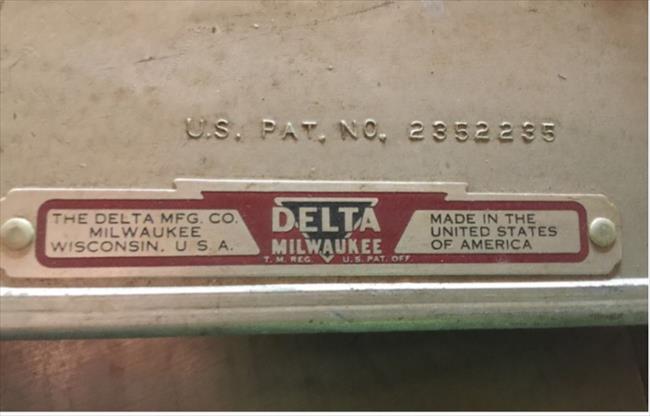 U.S. PAT. NO. 2352235
THE DELTA MFG. CO.
MILWAUKEE
WISCONSIN. U S A.
DELTA
MILWAUKEE
T. M. REG. U.S. PAT. OFF.
MADE IN THE
UNITED STATES
OF AMERICA